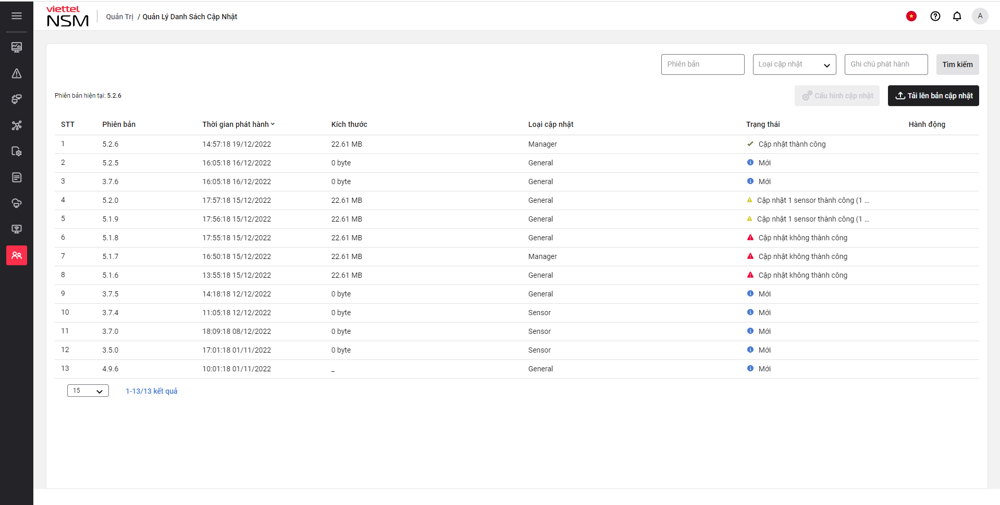 viettel
NSM
Quản Trị / Quản Lý Danh Sách Cập Nhật
A
Phiên bản
Loại cập nhật
Ghi chú phát hành
Tìm kiếm
Phiên bản hiện tại: 5.2.6
Cấu hình cập nhật
Tải lên bản cập nhật
STT Phiên bản Thời gian phát hành Kích thước Loại cập nhật Trạng thái Hành động
1 5.2.6 14:57:18 19/12/2022 22.61 MB Manager Cập nhật thành công
2 5.2.5 16:05:18 16/12/2022 0 byte General Mới
3 3.7.6 16:05:18 16/12/2022 0 byte General Mới
4 5.2.0 17:57:18 15/12/2022 22.61 MB General Cập nhật 1 sensor thành công (1 ...
5 5.1.9 17:56:18 15/12/2022 22.61 MB General Cập nhật 1 sensor thành công (1 ...
6 5.1.8 17:55:18 15/12/2022 22.61 MB General Cập nhật không thành công
7 5.1.7 16:50:18 15/12/2022 22.61 MB Manager Cập nhật không thành công
8 5.1.6 13:55:18 15/12/2022 22.61 MB General Cập nhật không thành công
9 3.7.5 14:18:18 12/12/2022 0 byte General Mới
10 3.7.4 11:05:18 12/12/2022 0 byte Sensor Mới
11 3.7.0 18:09:18 08/12/2022 0 byte Sensor Mới
12 3.5.0 17:01:18 01/11/2022 0 byte Sensor Mới
13 4.9.6 10:01:18 01/11/2022 _ General Mới
15
1-13/13 kết quả